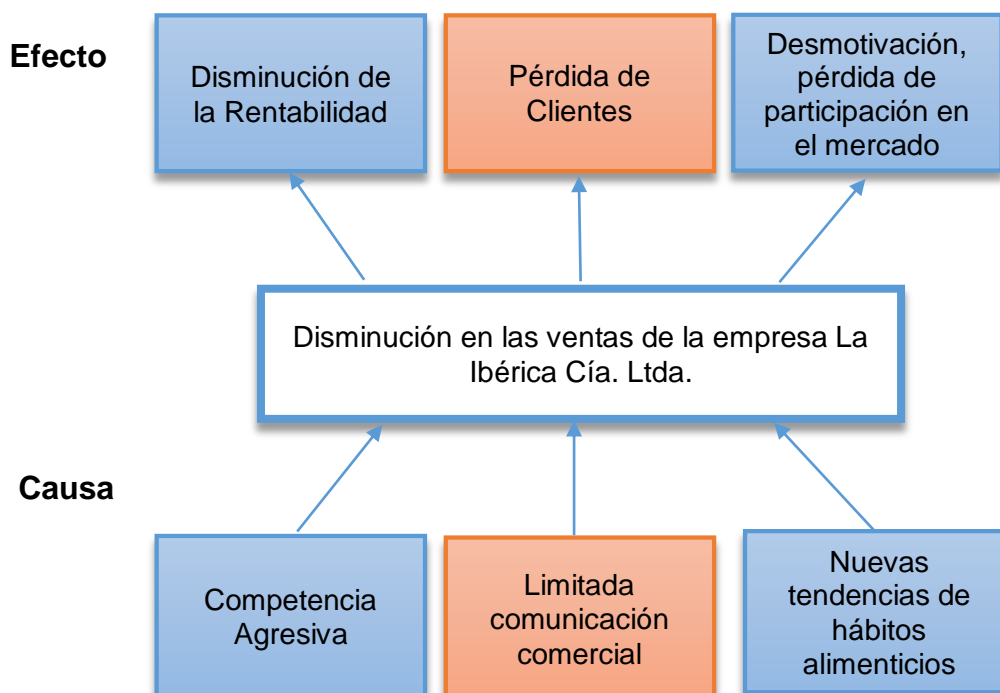 Efecto
Disminución de
la Rentabilidad
Pérdida de
Clientes
Desmotivación,
pérdida de
participación en
el mercado
Disminución en las ventas de la empresa La
Ibérica Cía. Ltda.
Causa
Competencia
Agresiva
Limitada
comunicación
comercial
Nuevas
tendencias de
hábitos
alimenticios